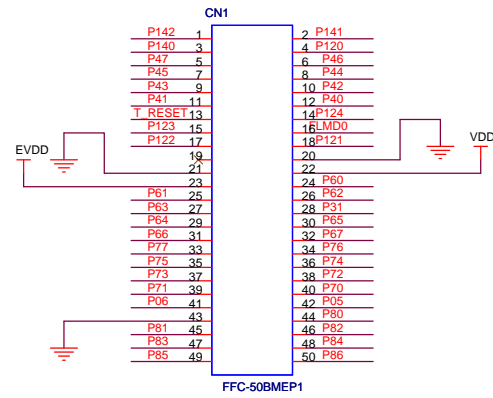 CN1
P142 1 2 P141
P140 3 4 P120
P47 5 6 P46
P45 7 8 P44
P43 9 10 P42
P41 11 12 P40
T_RESET 13 14 P124
P123 15 16 FLMD0
P122 17 18 P121
EVDD 19 20 VDD
21 22
23 24 P60
P61 25 26 P62
P63 27 28 P31
P64 29 30 P65
P66 31 32 P67
P77 33 34 P76
P75 35 36 P74
P73 37 38 P72
P71 39 40 P70
P06 41 42 P05
43 44 P80
P81 45 46 P82
P83 47 48 P84
P85 49 50 P86
FFC-50BMEP1